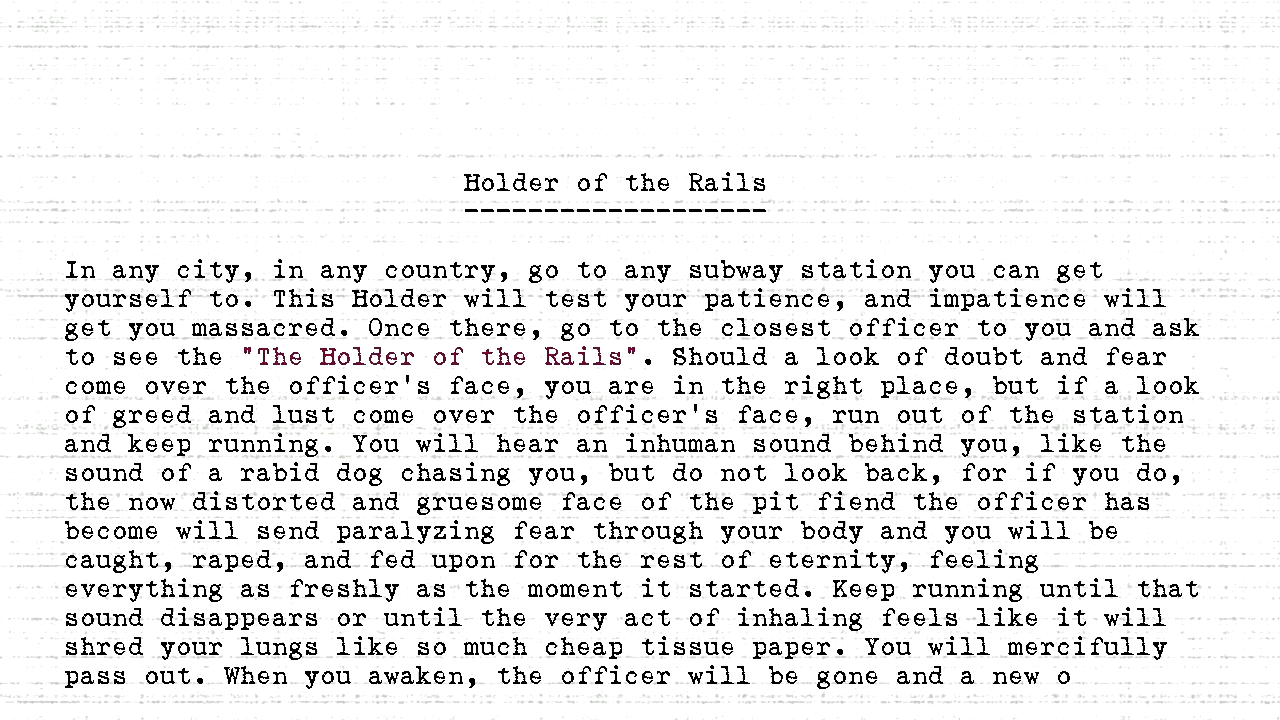 Holder of the Rails
-------------------
In any city, in any country, go to any subway station you can get
yourself to. This Holder will test your patience, and impatience will
get you massacred. Once there, go to the closest officer to you and ask
to see the "The Holder of the Rails". Should a look of doubt and fear
come over the officer's face, you are in the right place, but if a look
of greed and lust come over the officer's face, run out of the station
and keep running. You will hear an inhuman sound behind you, like the
sound of a rabid dog chasing you, but do not look back, for if you do,
the now distorted and gruesome face of the pit fiend the officer has
become will send paralyzing fear through your body and you will be
caught, raped, and fed upon for the rest of eternity, feeling
everything as freshly as the moment it started. Keep running until that
sound disappears or until the very act of inhaling feels like it will
shred your lungs like so much cheap tissue paper. You will mercifully
pass out. When you awaken, the officer will be gone and a new o